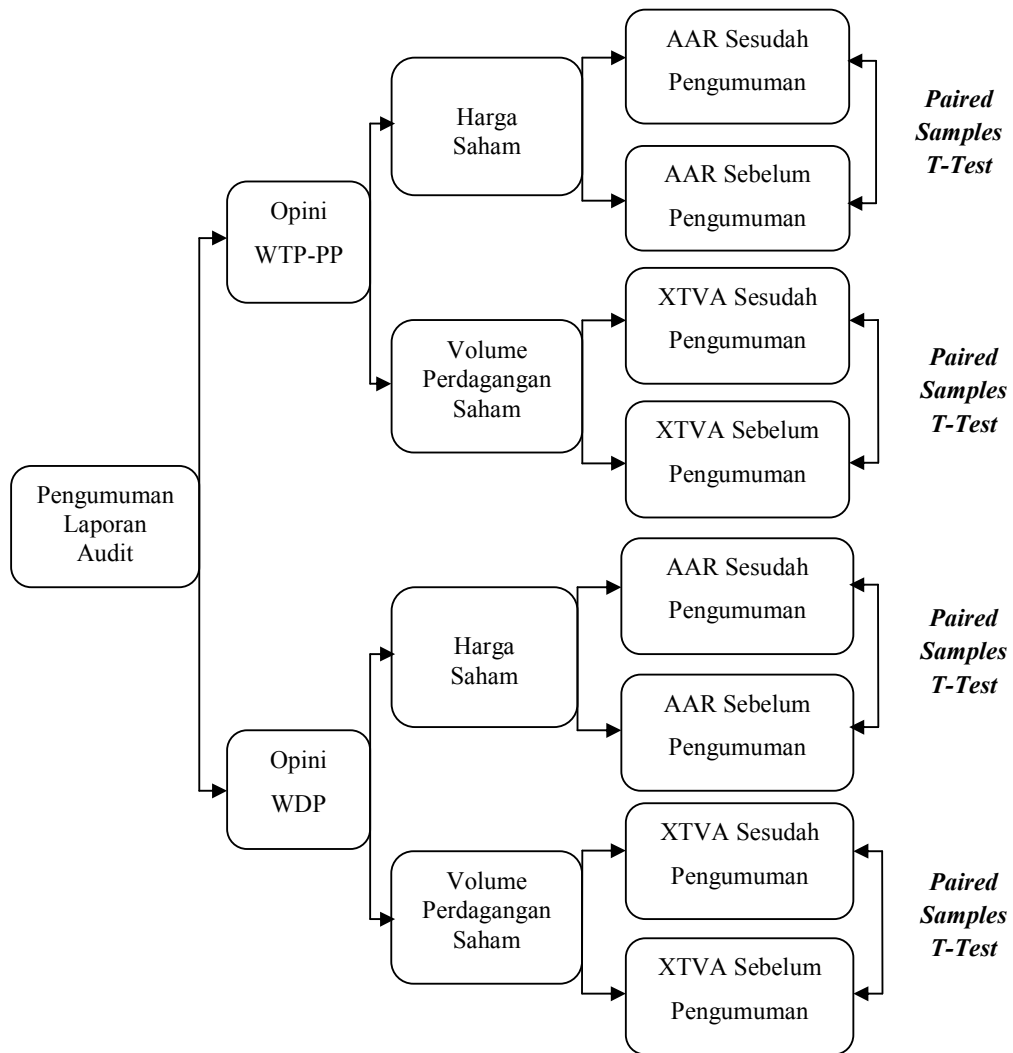 AAR Sesudah
Pengumuman
Harga
Saham
Paired
Samples
T-Test
AAR Sebelum
Pengumuman
Opini
WTP-PP
XTVA Sesudah
Pengumuman
Volume
Perdagangan
Saham
Paired
Samples
T-Test
XTVA Sebelum
Pengumuman
Pengumuman
Laporan
Audit
AAR Sesudah
Pengumuman
Harga
Saham
Paired
Samples
T-Test
AAR Sebelum
Pengumuman
Opini
WDP
XTVA Sesudah
Pengumuman
Volume
Perdagangan
Saham
Paired
Samples
T-Test
XTVA Sebelum
Pengumuman